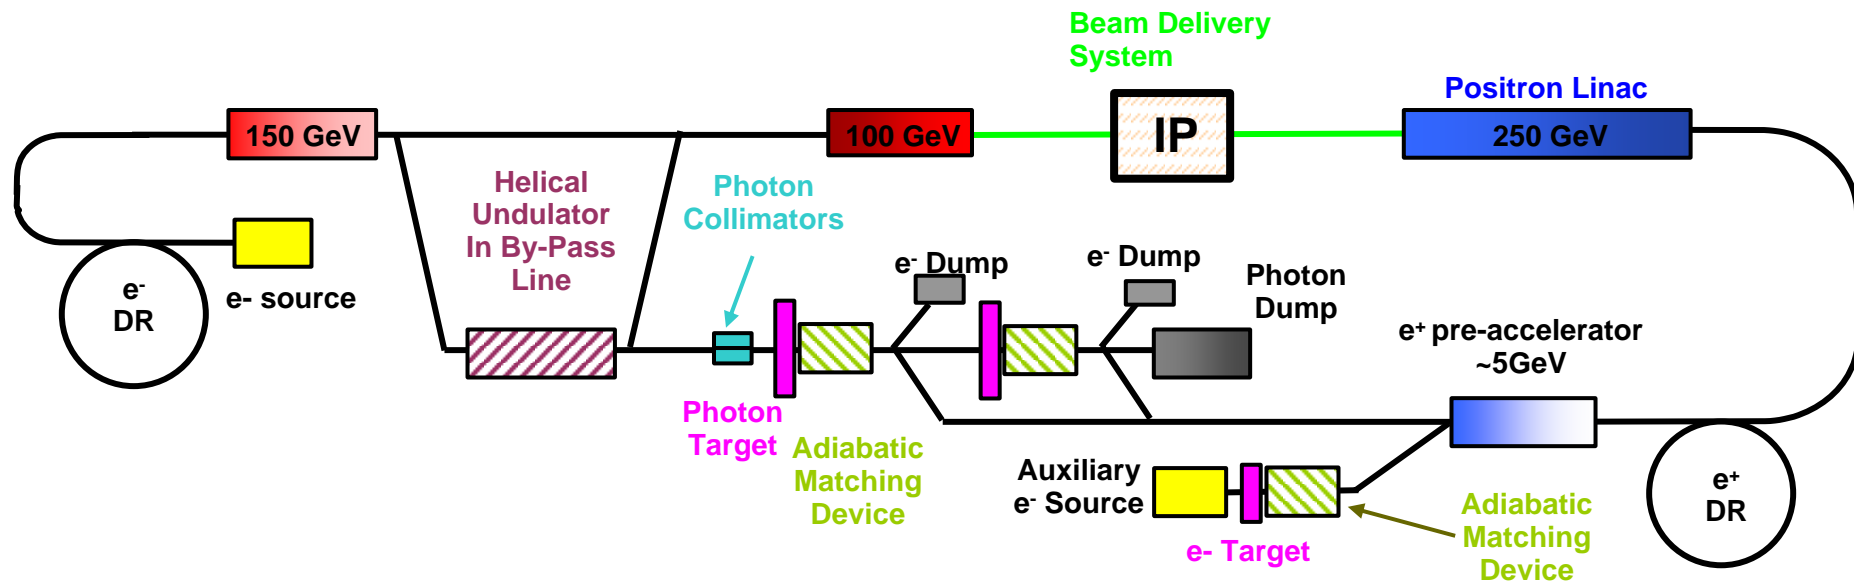 Beam Delivery
System
Positron Linac
150 GeV
100 GeV
IP
250 GeV
Helical
Undulator
In By-Pass
Line
Photon
Collimators
e- source
e-
DR
e- Dump
e- Dump
Photon
Dump
e+ pre-accelerator
~5GeV
Photon
Target
Adiabatic
Matching
Device
Auxiliary
e- Source
e- Target
Adiabatic
Matching
Device
e+
DR